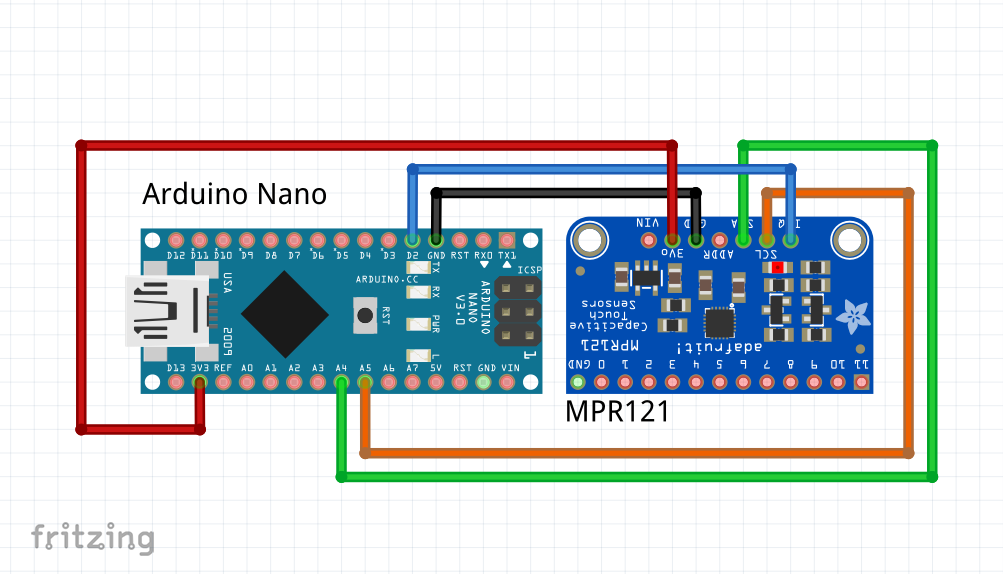 Arduino Nano
D12 D11 D10 D9 D8 D7 D6 D5 D4 D3 D2 GND RST RX0 TX1
TX
RX
PWR
L
ARDUINO.CC
ICSP
1
USA
2009
RST
ARDUINO
NANO
V3.0
D13 3V3 REF A0 A1 A2 A3 A4 A5 A6 A7 5V RST GND VIN
VIN
3Vo
ADDR
SCL
Capacitive
Touch
Sensors
MPR121
adafruit!
GND 0 1 2 3 4 5 6 7 8 9 10 11
MPR121
fritzing